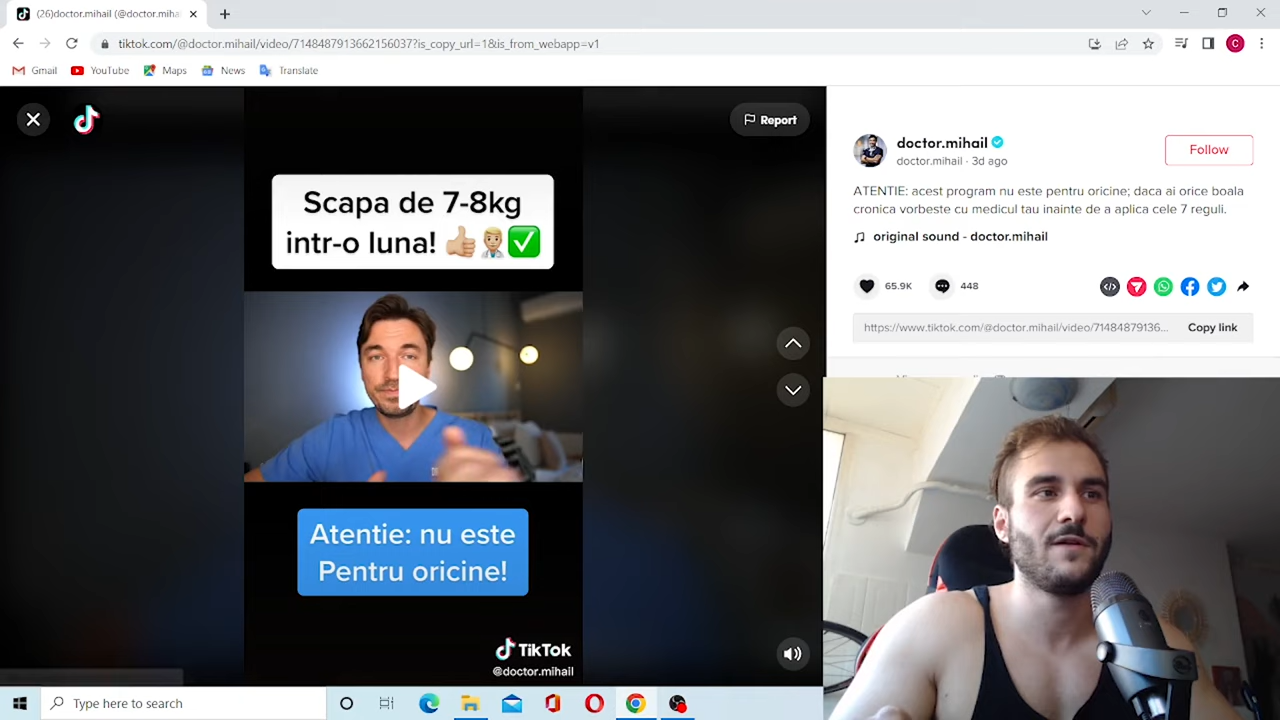 (26)doctor.mihail (@doctor.miha
tiktok.com/@doctor.mihail/video/7148487913662156037?is_copy_url=1&is_from_webapp=v1
C
Gmail
YouTube
Maps
News
Translate
Report
Scapa de 7-8kg
intr-o luna! 👍🏼👨🏼‍⚕️✅
Atentie: nu este
Pentru oricine!
TikTok
@doctor.mihail
doctor.mihail
doctor.mihail · 3d ago
Follow
ATENTIE: acest program nu este pentru oricine; daca ai orice boala
cronica vorbeste cu medicul tau inainte de a aplica cele 7 reguli.
original sound - doctor.mihail
65.9K
448
https://www.tiktok.com/@doctor.mihail/video/71484879136...
Copy link
Type here to search